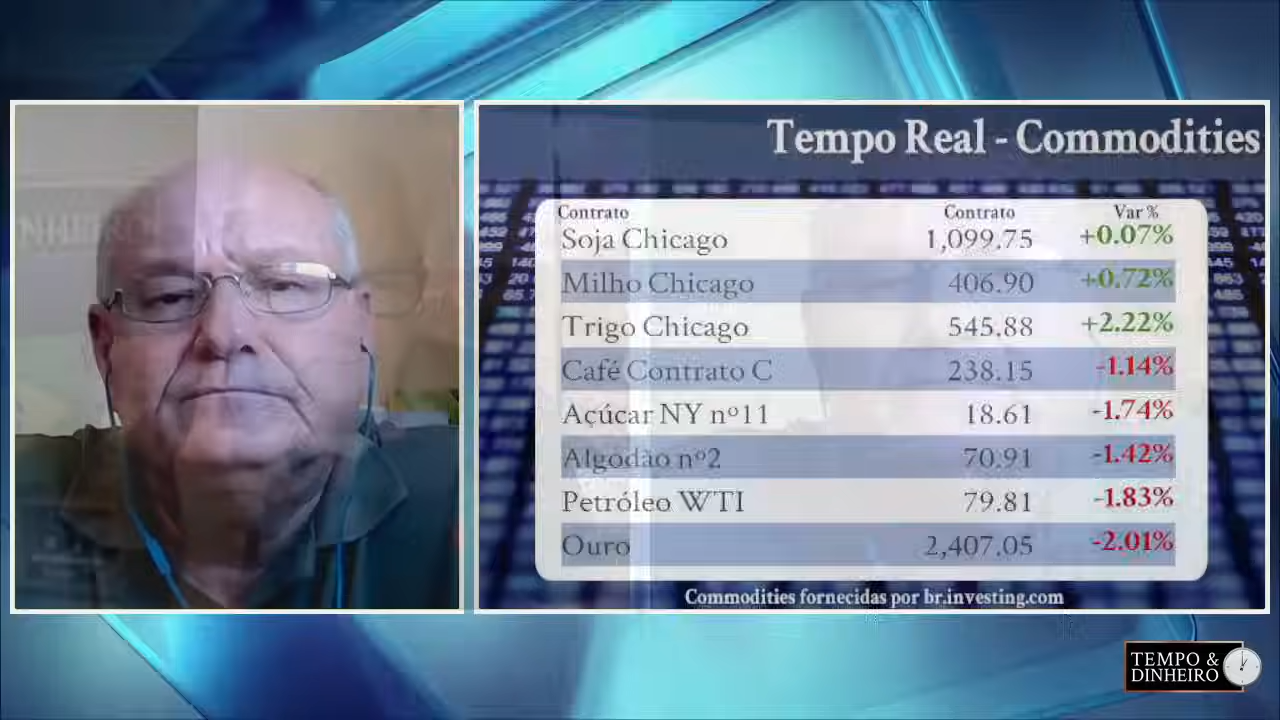 Tempo Real - Commodities
Contrato Contrato Var %
Soja Chicago 1,099.75 +0.07%
Milho Chicago 406.90 +0.72%
Trigo Chicago 545.88 +2.22%
Café Contrato C 238.15 -1.14%
Açúcar NY nº11 18.61 -1.74%
Algodão nº2 70.91 -1.42%
Petróleo WTI 79.81 -1.83%
Ouro 2,407.05 -2.01%
Commodities fornecidas por br.investing.com
TEMPO &
DINHEIRO